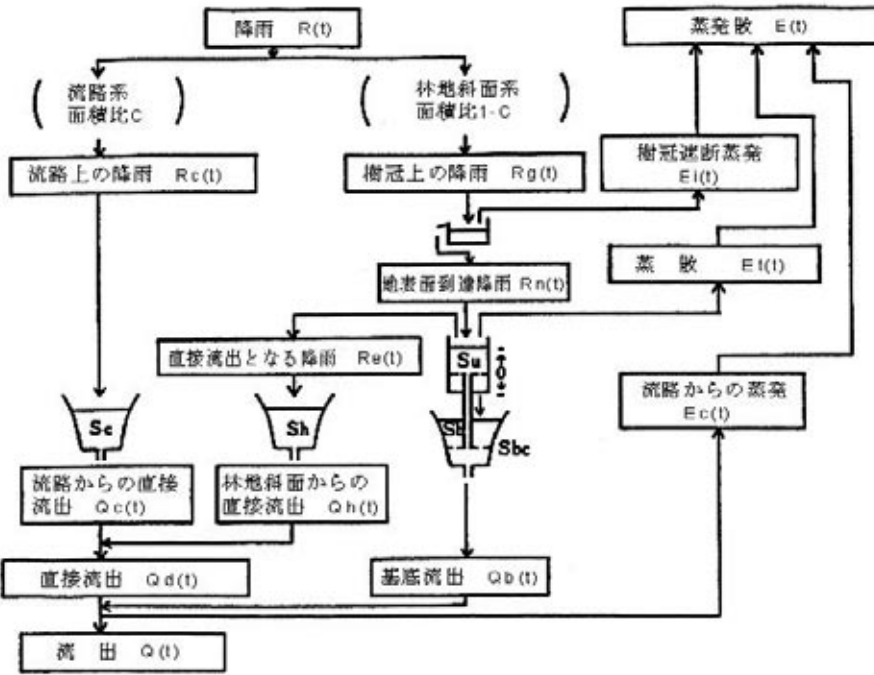 降雨 R(t)
蒸発散 E(t)
流路系
面積比C
林地斜面系
面積比1-C
流路上の降雨 Rc(t)
樹冠上の降雨 Rg(t)
樹冠遮断蒸発
Ei(t)
地表面到達降雨 Rn(t)
蒸 散 Et(t)
直接流出となる降雨 Re(t)
Su
流路からの蒸発
Ec(t)
Sc
Sh
Sb
Sbc
流路からの直接
流出 Qc(t)
林地斜面からの
直接流出 Qh(t)
直接流出 Qd(t)
基底流出 Qb(t)
流 出 Q(t)